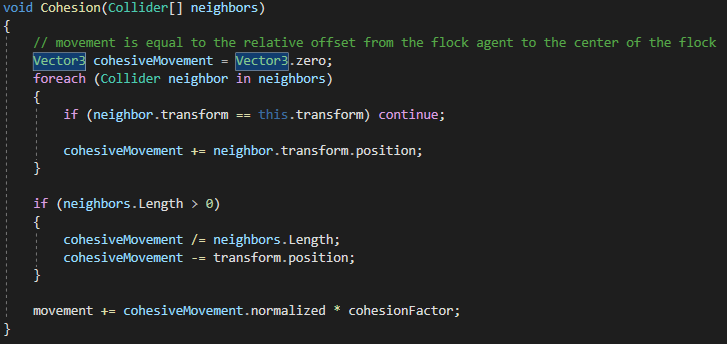 void Cohesion(Collider[] neighbors)
{
// movement is equal to the relative offset from the flock agent to the center of the flock
Vector3 cohesiveMovement = Vector3.zero;
foreach (Collider neighbor in neighbors)
{
if (neighbor.transform == this.transform) continue;
cohesiveMovement += neighbor.transform.position;
}
if (neighbors.Length > 0)
{
cohesiveMovement /= neighbors.Length;
cohesiveMovement -= transform.position;
}
movement += cohesiveMovement.normalized * cohesionFactor;
}